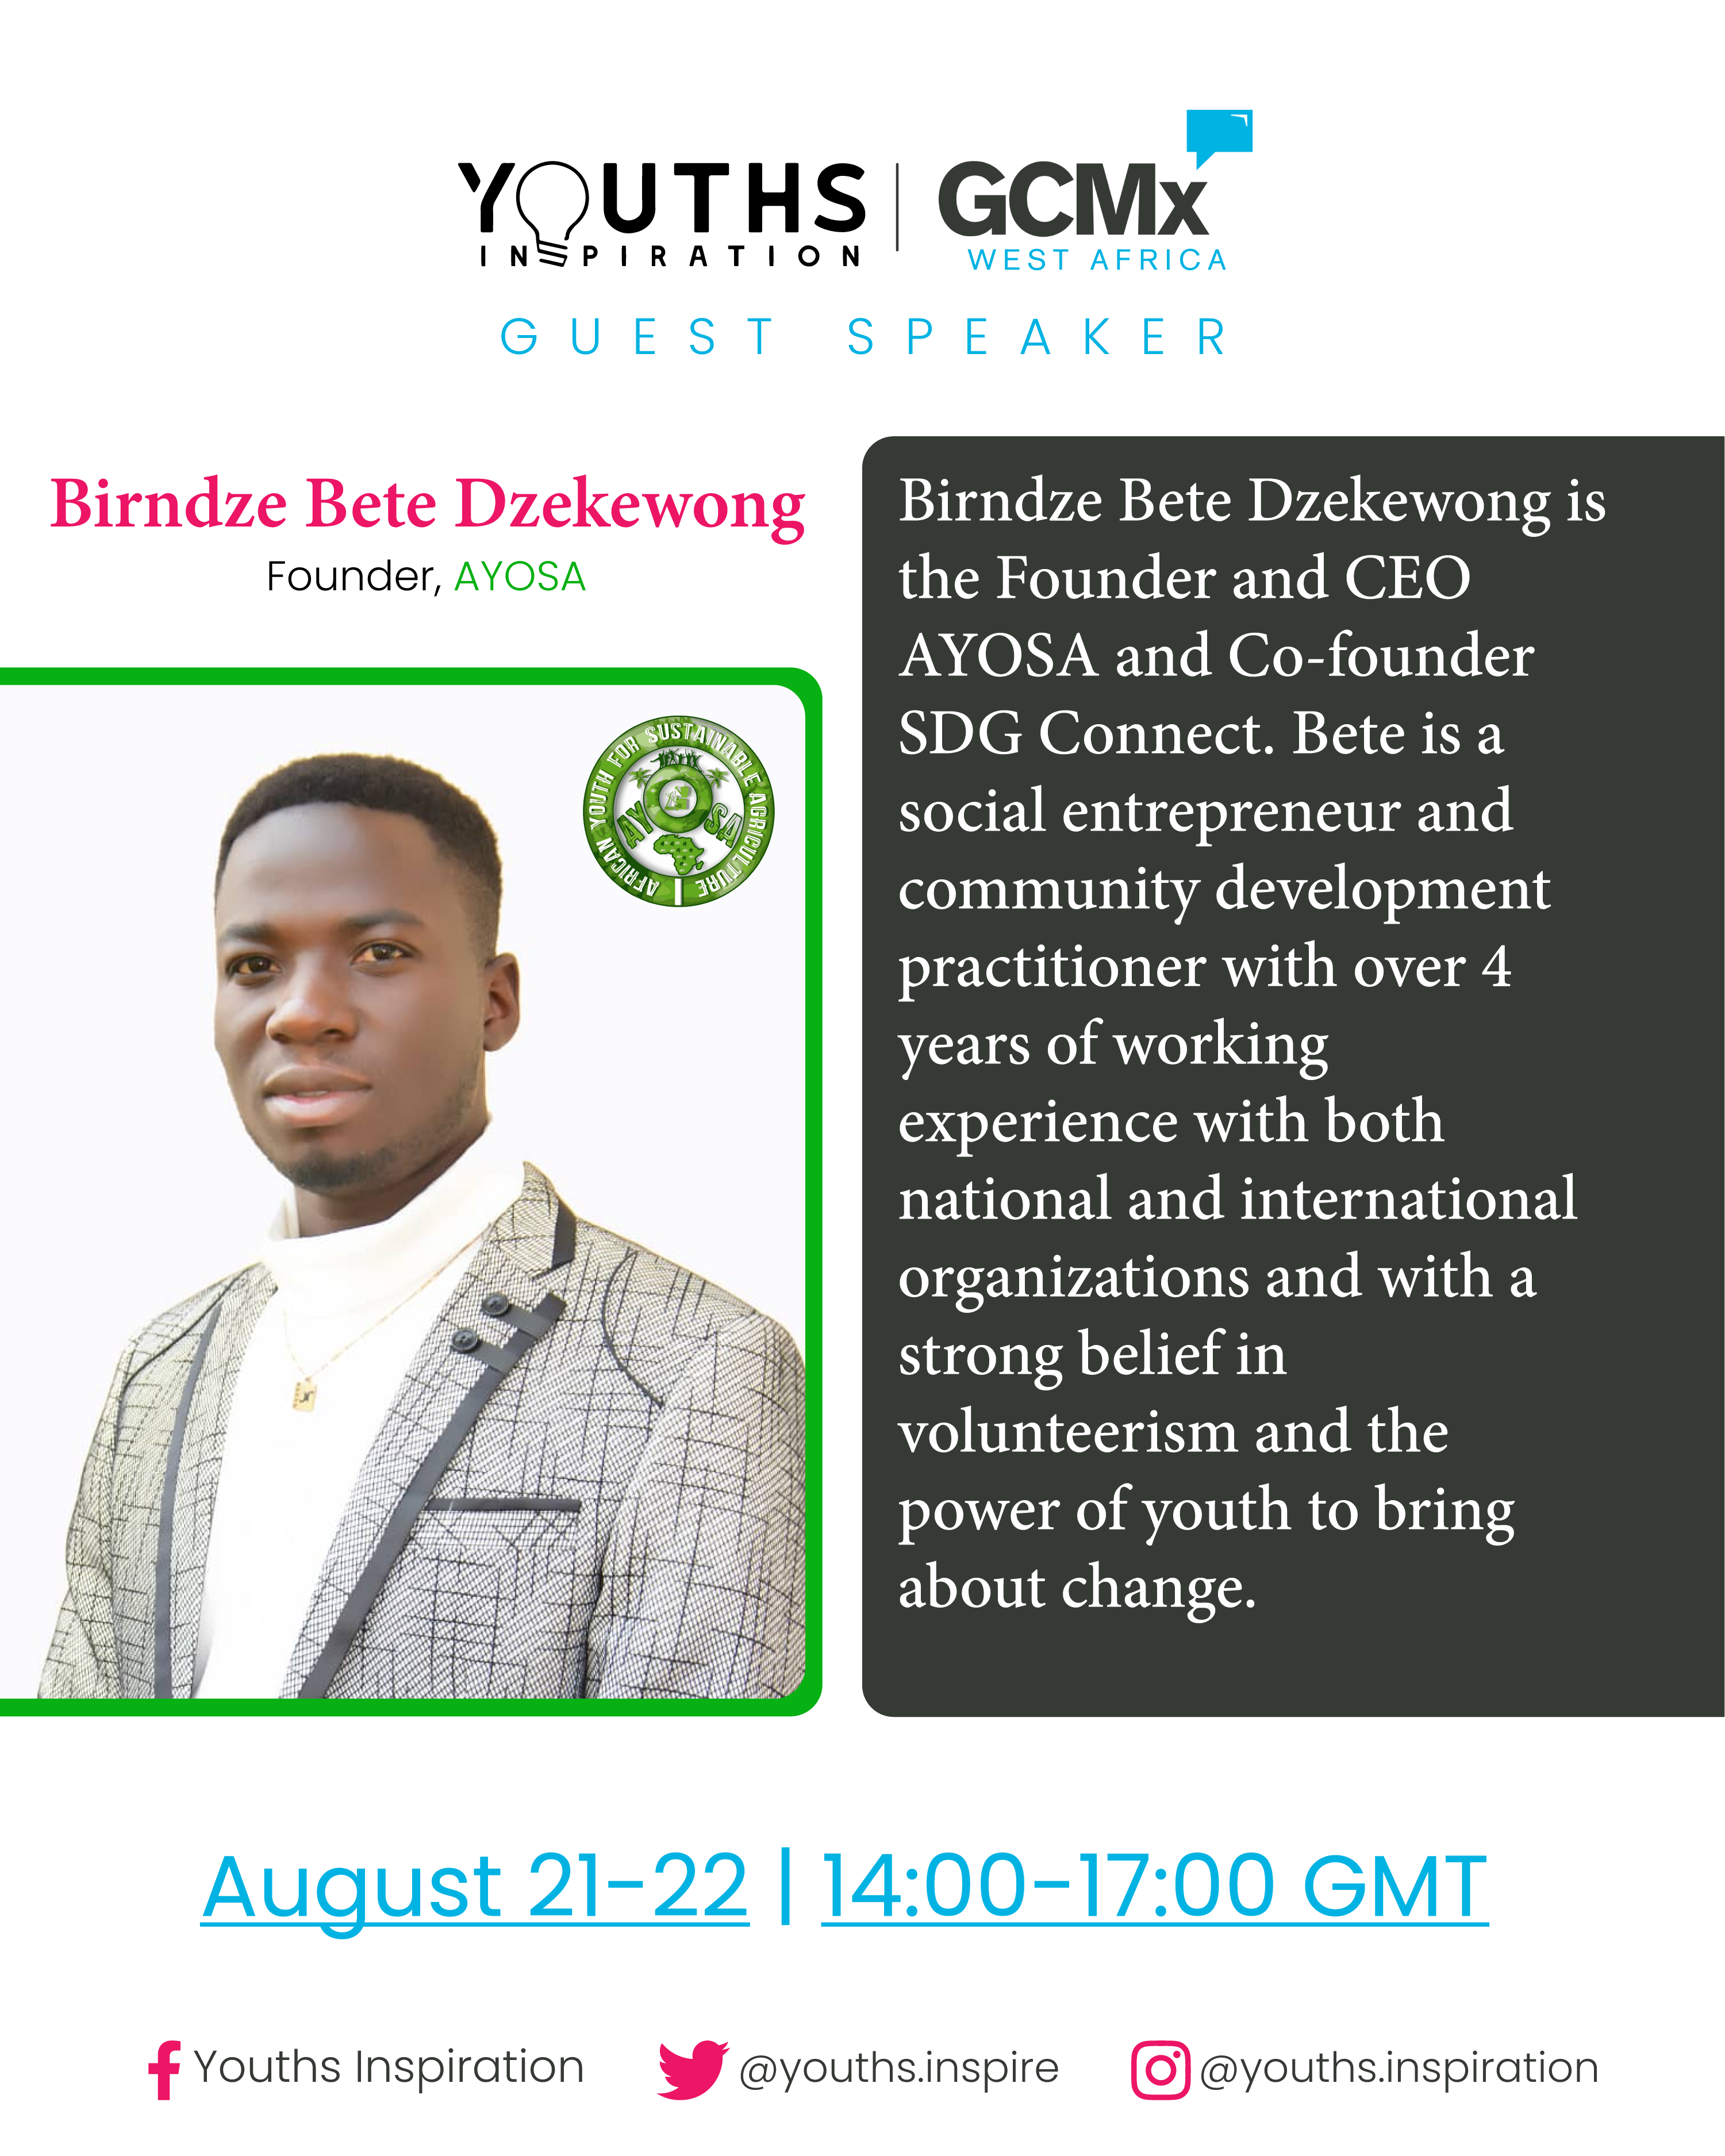 YOUTHS
INSPIRATION
GCMx
WEST AFRICA
GUEST SPEAKER
Birndze Bete Dzekewong
Founder, AYOSA
AFRICAN YOUTH FOR SUSTAINABLE AGRICULTURE
AYOSA
Birndze Bete Dzekewong is
the Founder and CEO
AYOSA and Co-founder
SDG Connect. Bete is a
social entrepreneur and
community development
practitioner with over 4
years of working
experience with both
national and international
organizations and with a
strong belief in
volunteerism and the
power of youth to bring
about change.
August 21-22 | 14:00-17:00 GMT
Youths Inspiration
@youths.inspire
@youths.inspiration